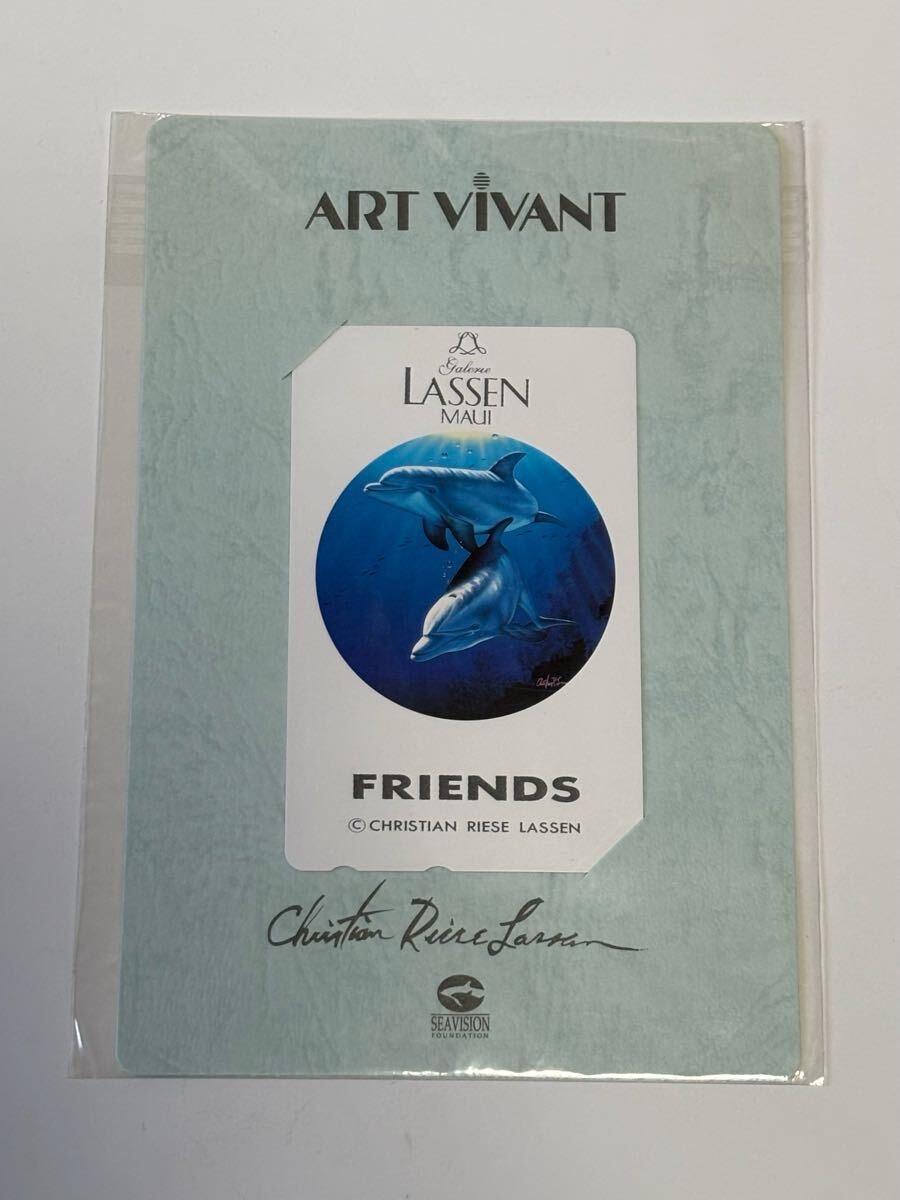 ART VIVANT
Galerie
LASSEN
MAUI
FRIENDS
© CHRISTIAN RIESE LASSEN
Christian Riese Lassen
SEAVISION
FOUNDATION